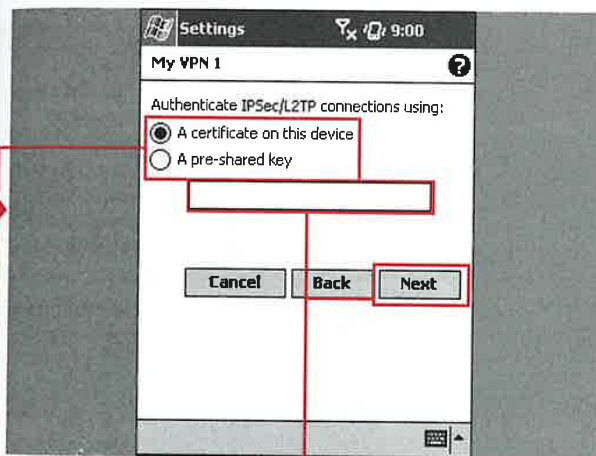 Settings 9:00
My VPN 1 ?
Authenticate IPSec/L2TP connections using:
A certificate on this device
A pre-shared key
Cancel Back Next